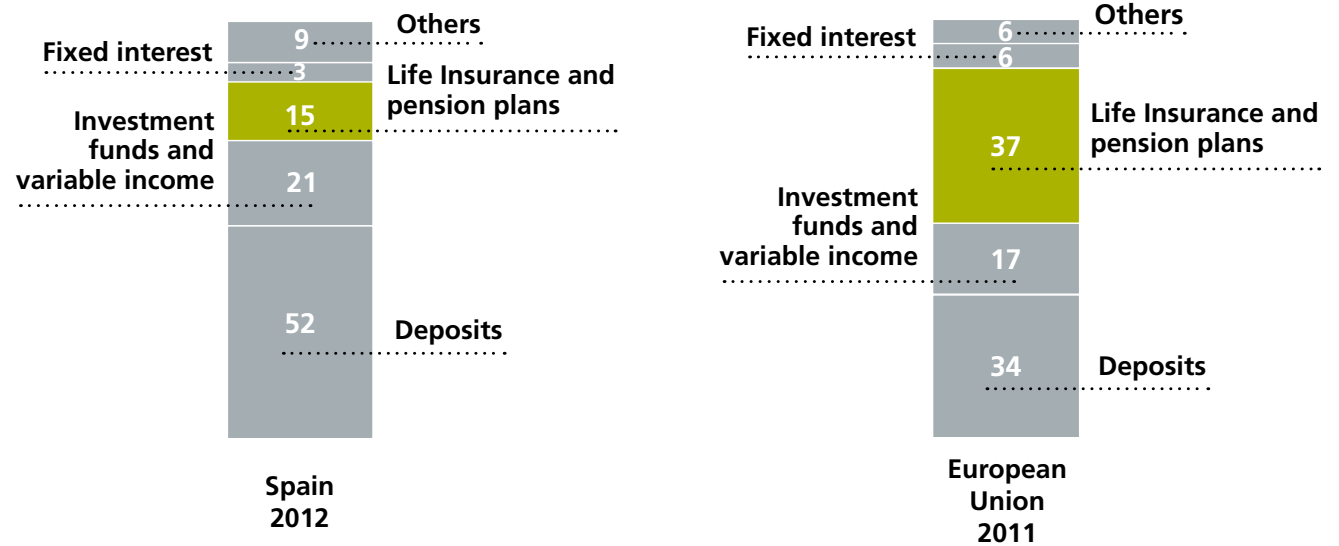 Others
9
Fixed interest
3
Life Insurance and
pension plans
15
Investment
funds and
variable income
21
52
Deposits
Spain
2012
Others
6
Fixed interest
6
Life Insurance and
pension plans
37
Investment
funds and
variable income
17
34
Deposits
European
Union
2011